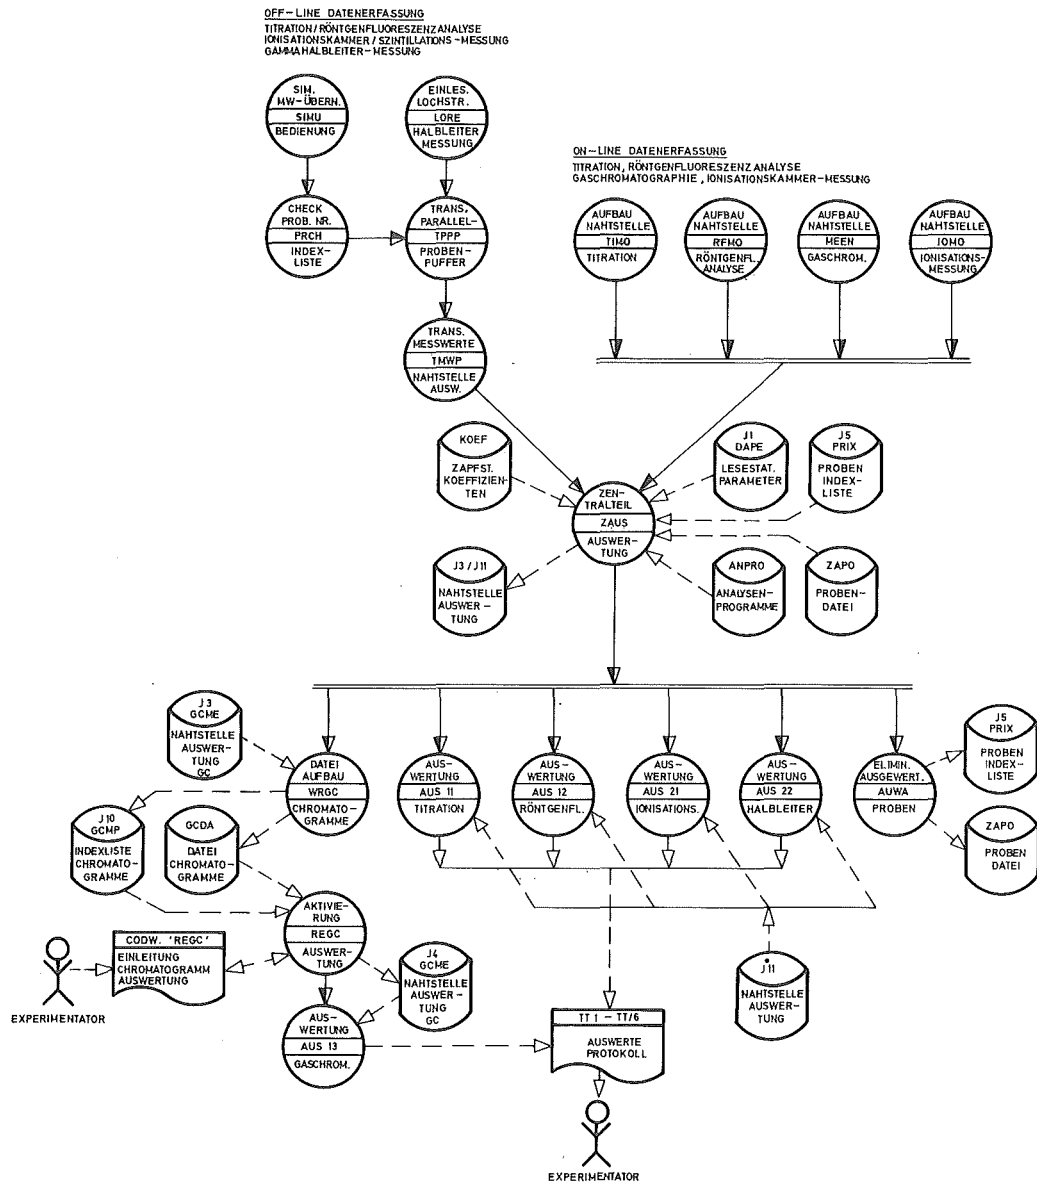 OFF-LINE DATENERFASSUNG
TITRATION/RÖNTGENFLUORESZENZANALYSE
IONISATIONSKAMMER/SZINTILLATIONS-MESSUNG
GAMMAHALBLEITER-MESSUNG
SIM.
MW-ÜBERN.
SIMU
BEDIENUNG
EINLES.
LOCHSTR.
LORE
HALBLEITER
MESSUNG
ON-LINE DATENERFASSUNG
TITRATION, RÖNTGENFLUORESZENZANALYSE
GASCHROMATOGRAPHIE, IONISATIONSKAMMER-MESSUNG
CHECK
PROB. NR.
PRCH
INDEX-
LISTE
TRANS.
PARALLEL-
TPPP
PROBEN-
PUFFER
AUFBAU
NAHTSTELLE
TIMO
TITRATION
AUFBAU
NAHTSTELLE
RFMO
RÖNTGENFL.
ANALYSE
AUFBAU
NAHTSTELLE
MEEN
GASCHROM.
AUFBAU
NAHTSTELLE
IOMO
IONISATIONS-
MESSUNG
TRANS.
MESSWERTE
TMWP
NAHTSTELLE
AUSW.
KOEF
ZAPFST.
KOEFFIZIEN-
TEN
J1
DAPE
LESESTAT.
PARAMETER
J5
PRIX
PROBEN
INDEX-
LISTE
ZEN-
TRALTEIL
ZAUS
AUSWER-
TUNG
J3/J11
NAHTSTELLE
AUSWER-
TUNG
ANPRO
ANALYSEN-
PROGRAMME
ZAPO
PROBEN-
DATEI
J3
GCME
NAHTSTELLE
AUSWER-
TUNG
GC
DATEI
AUFBAU
WRGC
CHROMATO-
GRAMME
AUS-
WERTUNG
AUS 11
TITRATION
AUS-
WERTUNG
AUS 12
RÖNTGENFL.
AUS-
WERTUNG
AUS 21
IONISATIONS.
AUS-
WERTUNG
AUS 22
HALBLEITER
ELIMIN.
AUSGEWERT.
AUWA
PROBEN
J5
PRIX
PROBEN
INDEX-
LISTE
J10
GCMP
INDEXLISTE
CHROMATO-
GRAMME
GCDA
DATEI
CHROMATO-
GRAMME
ZAPO
PROBEN
DATEI
AKTIVIE-
RUNG
REGC
AUSWER-
TUNG
CODW. 'REGC'
EINLEITUNG
CHROMATOGRAMM
AUSWERTUNG
EXPERIMENTATOR
J4
GCME
NAHTSTELLE
AUSWER-
TUNG
GC
J11
NAHTSTELLE
AUSWER-
TUNG
AUS-
WERTUNG
AUS 13
GASCHROM.
TT 1 - TT/6
AUSWERTE
PROTOKOLL
EXPERIMENTATOR